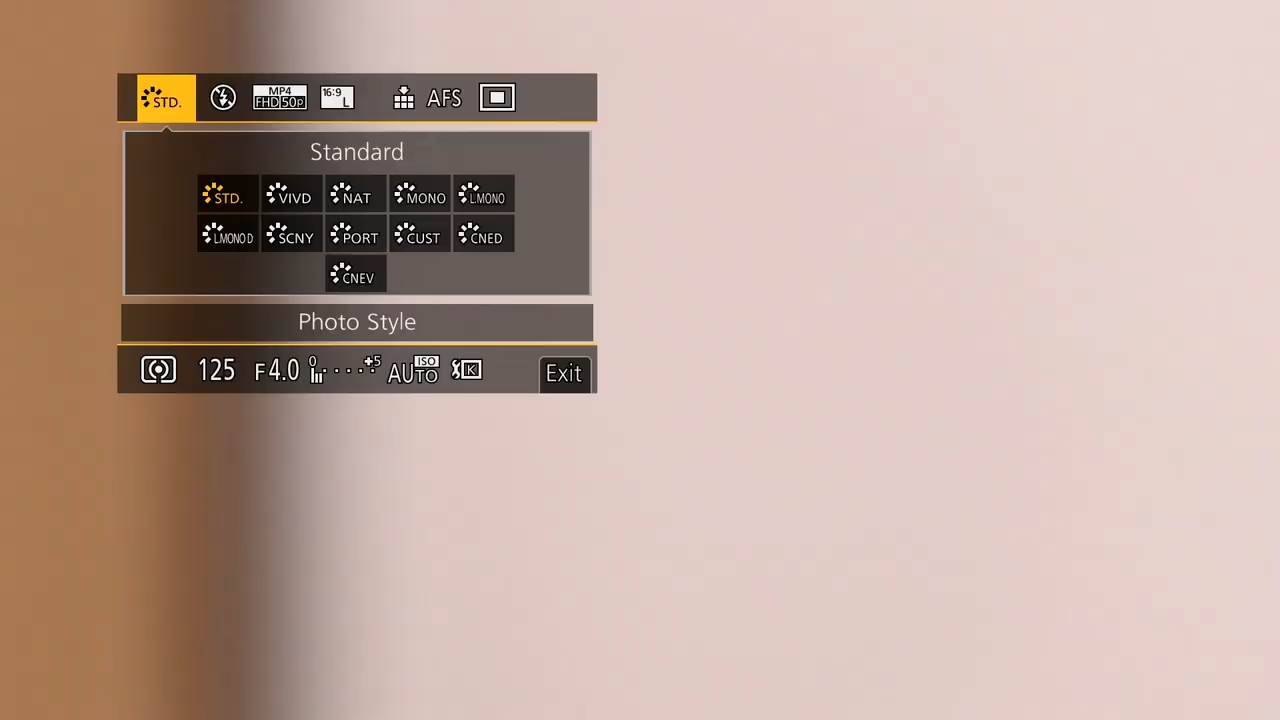 STD. MP4 FHD 50p 16:9 L AFS
Standard
STD. VIVD NAT MONO L.MONO
L.MONO D SCNY PORT CUST CNED
CNEV
Photo Style
125 F4.0 0 +5 AUTO ISO K Exit